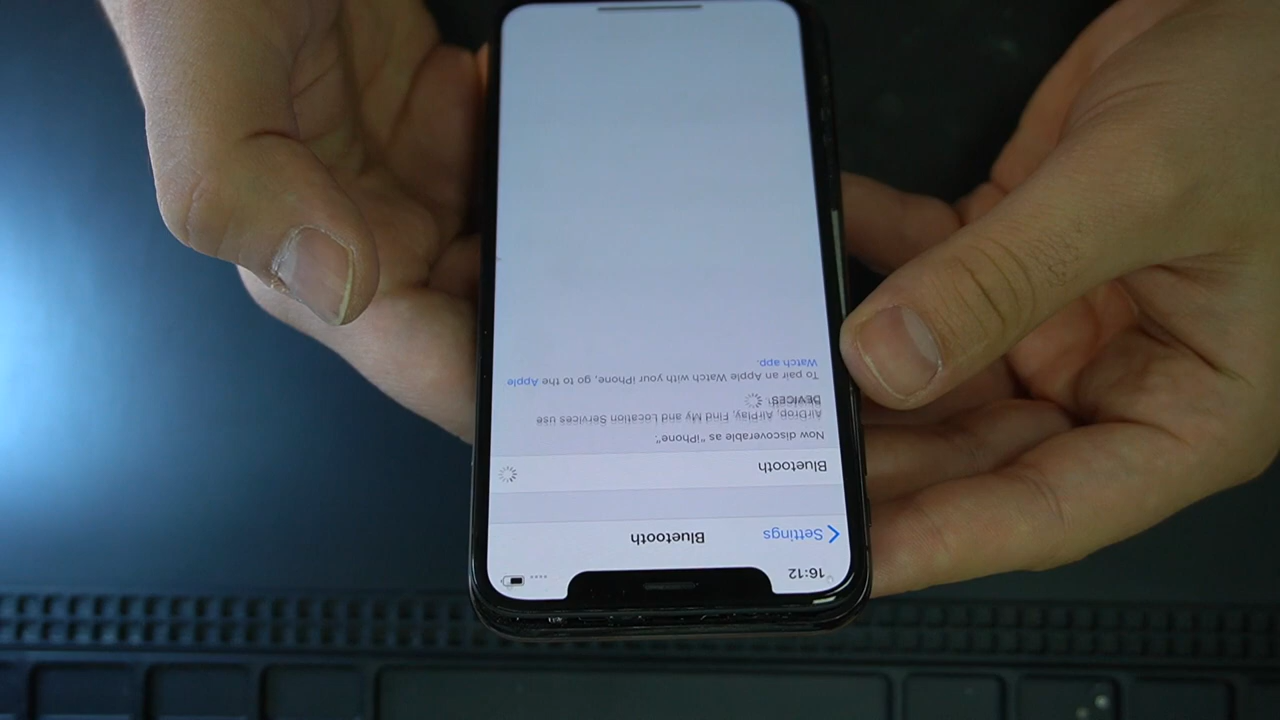 16:12
Settings
Bluetooth
Bluetooth
Now discoverable as "iPhone".
AirDrop, AirPlay, Find My and Location Services use
DEVICES
To pair an Apple Watch with your iPhone, go to the Apple
Watch app.